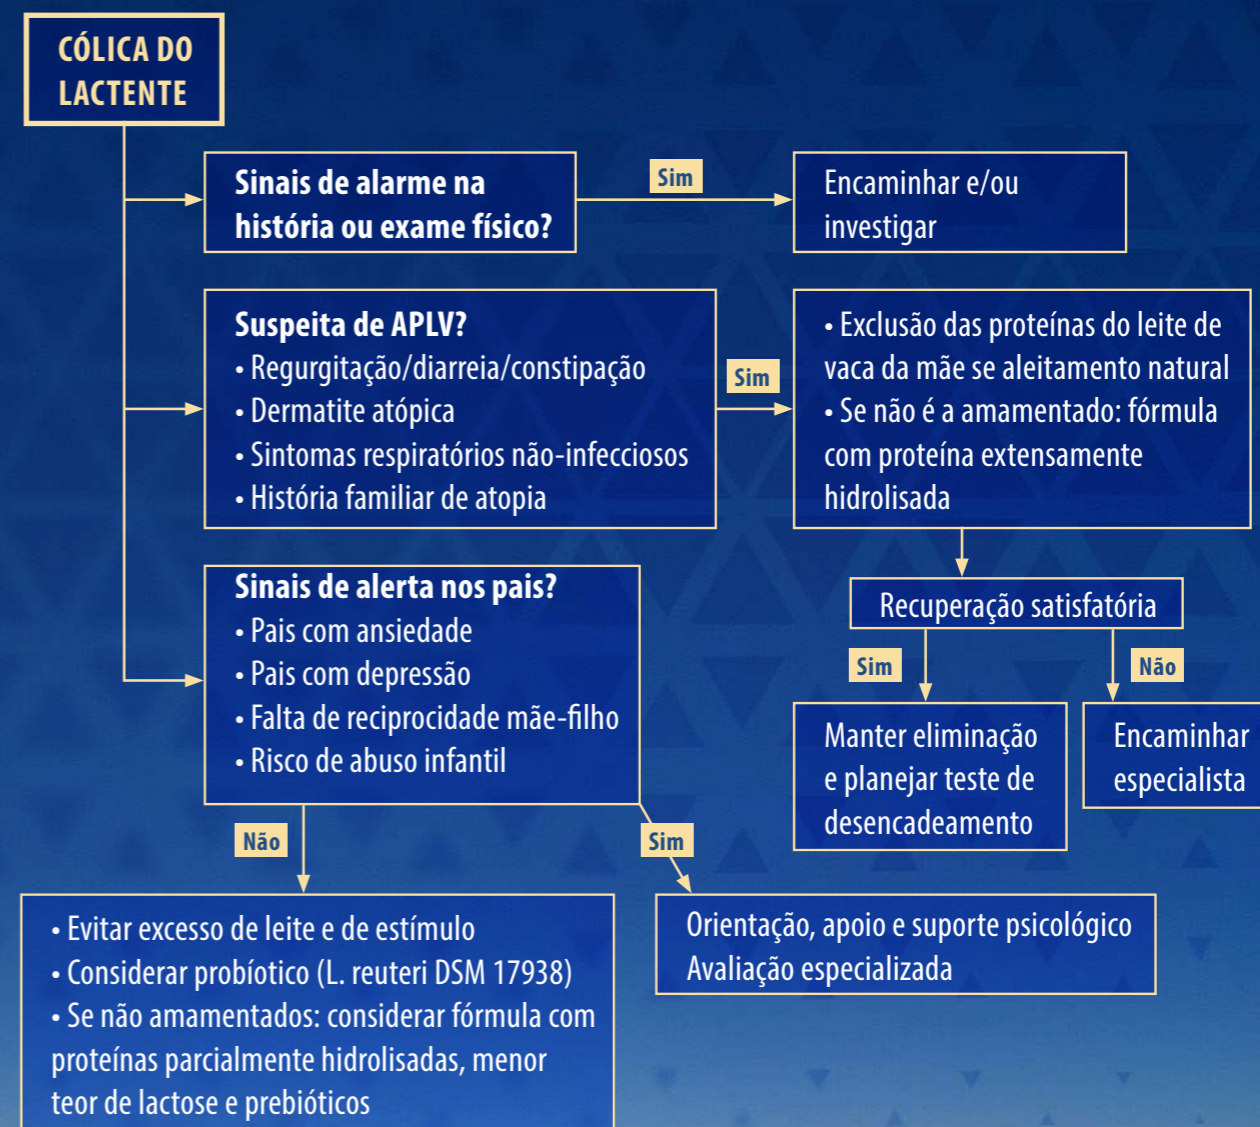 CÓLICA DO
LACTENTE
Sinais de alarme na
história ou exame físico?
Sim
Encaminhar e/ou
investigar
Suspeita de APLV?
• Regurgitação/diarreia/constipação
• Dermatite atópica
• Sintomas respiratórios não-infecciosos
• História familiar de atopia
Sim
• Exclusão das proteínas do leite de
vaca da mãe se aleitamento natural
• Se não é a amamentado: fórmula
com proteína extensamente
hidrolisada
Recuperação satisfatória
Sim
Não
Manter eliminação
e planejar teste de
desencadeamento
Encaminhar
especialista
Sinais de alerta nos pais?
• Pais com ansiedade
• Pais com depressão
• Falta de reciprocidade mãe-filho
• Risco de abuso infantil
Não
Sim
• Evitar excesso de leite e de estímulo
• Considerar probíotico (L. reuteri DSM 17938)
• Se não amamentados: considerar fórmula com
proteínas parcialmente hidrolisadas, menor
teor de lactose e prebióticos
Orientação, apoio e suporte psicológico
Avaliação especializada